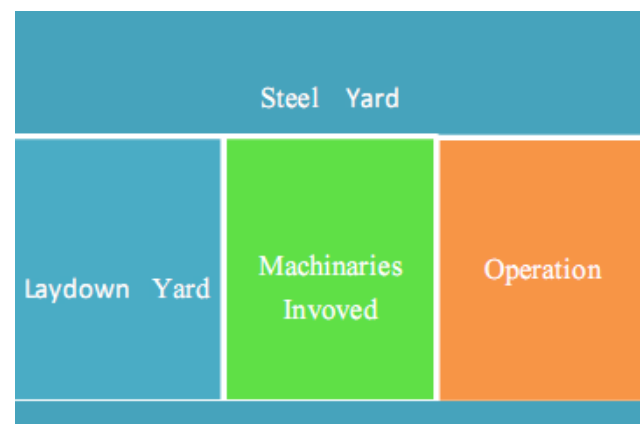 Steel Yard
Laydown Yard
Machinaries
Invoved
Operation